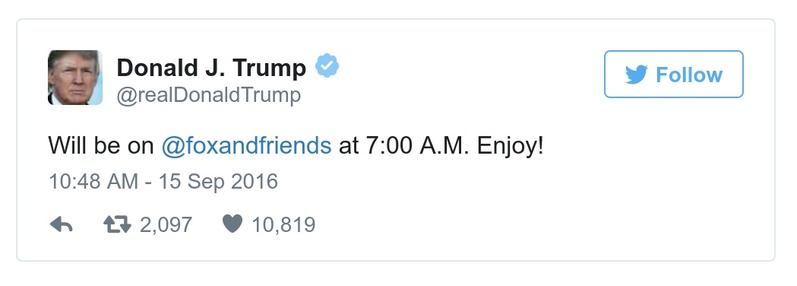 Donald J. Trump
@realDonaldTrump
Follow
Will be on @foxandfriends at 7:00 A.M. Enjoy!
10:48 AM - 15 Sep 2016
2,097 10,819